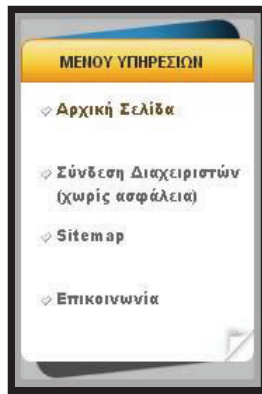 ΜΕΝΟΥ ΥΠΗΡΕΣΙΩΝ
Αρχική Σελίδα
Σύνδεση Διαχειριστών
(χωρίς ασφάλεια)
Sitemap
Επικοινωνία